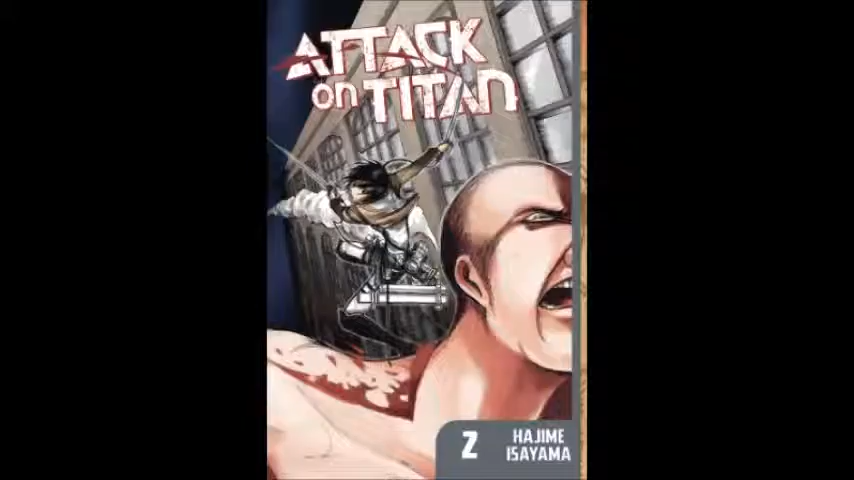 ATTACK
on TITAN
2
HAJIME
ISAYAMA